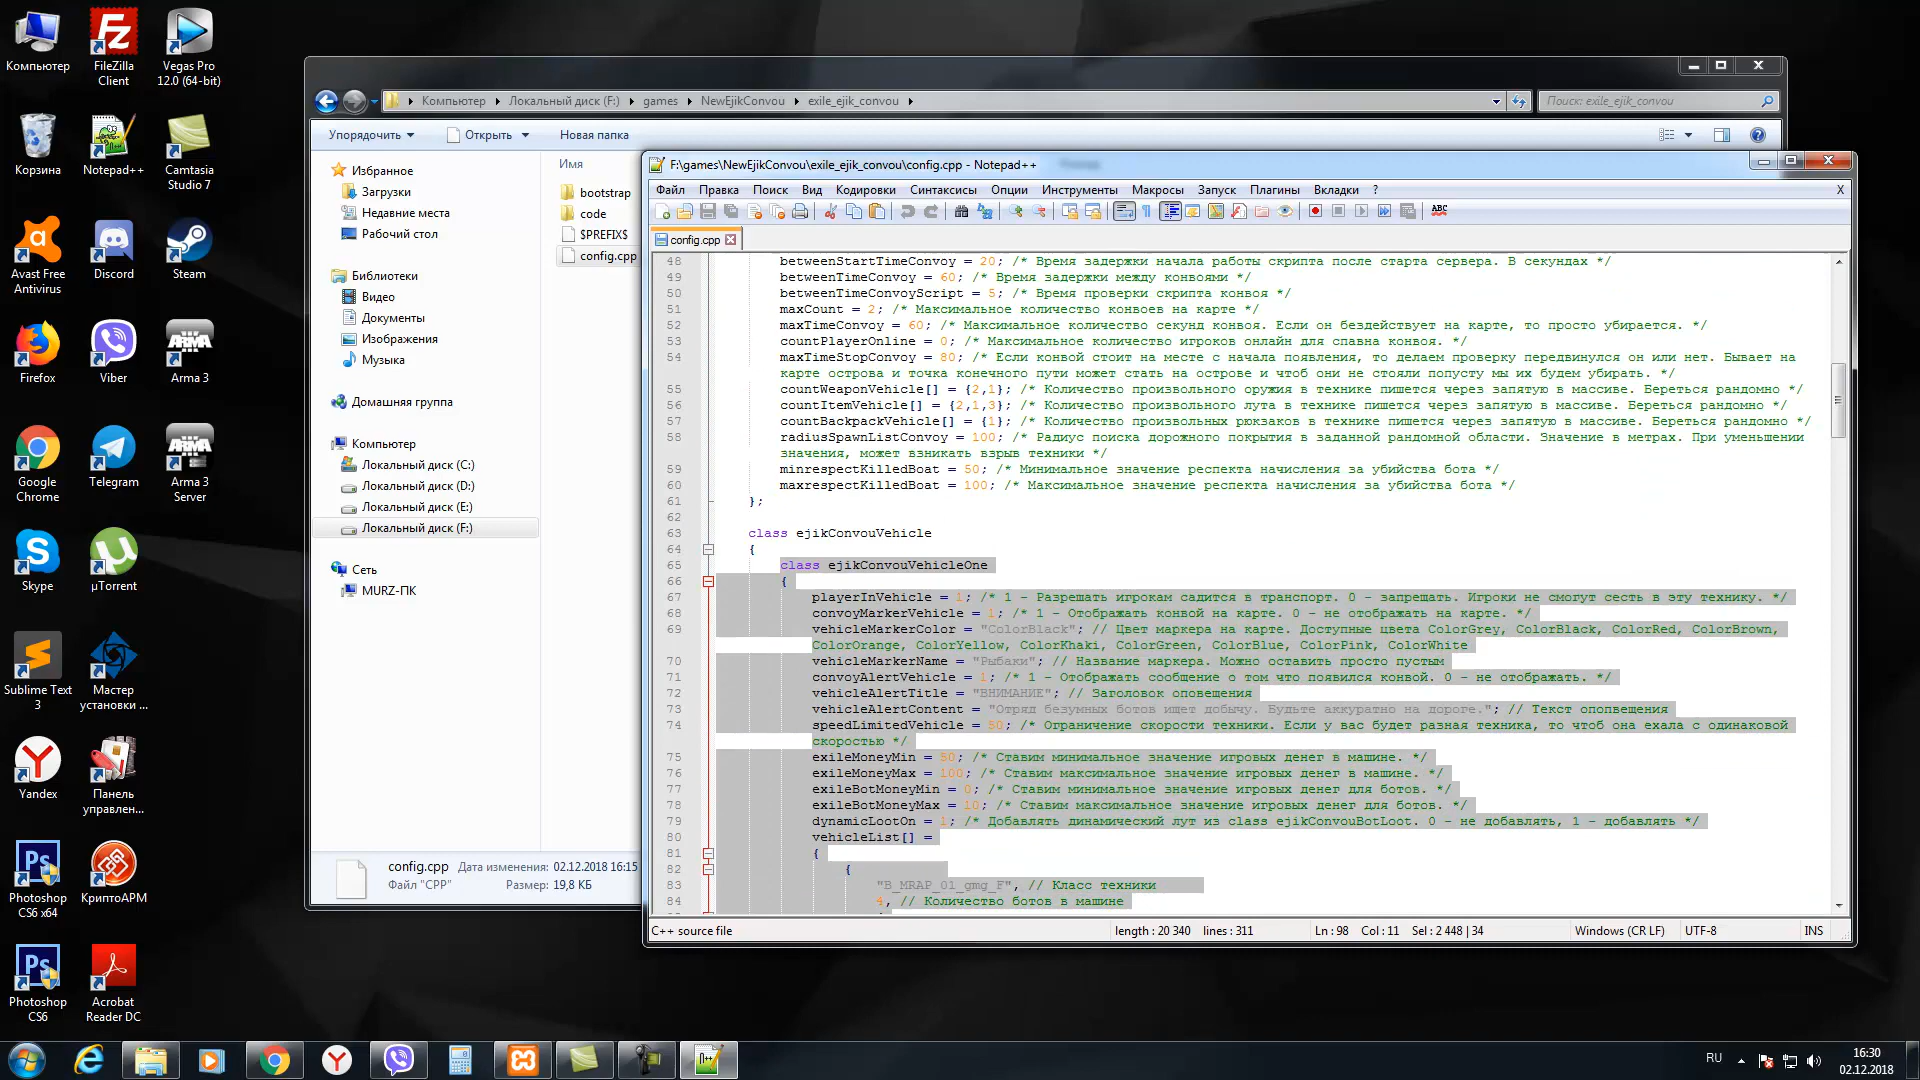 Компьютер
FileZilla
Client
Vegas Pro
12.0 (64-bit)
Корзина
Notepad++
Camtasia
Studio 7
Avast Free
Antivirus
Discord
Steam
Firefox
Viber
Arma 3
Google
Chrome
Telegram
Arma 3
Server
Skype
µTorrent
Sublime Text
3
Мастер
установки ...
Yandex
Панель
управлен...
Photoshop
CS6 x64
КриптоАРМ
Photoshop
CS6
Acrobat
Reader DC
Компьютер
Локальный диск (F:)
games
NewEjikConvou
exile_ejik_convou
Поиск: exile_ejik_convou
Упорядочить
Открыть
Новая папка
Избранное
Загрузки
Недавние места
Рабочий стол
Библиотеки
Видео
Документы
Изображения
Музыка
Домашняя группа
Компьютер
Локальный диск (C:)
Локальный диск (D:)
Локальный диск (E:)
Локальный диск (F:)
Сеть
MURZ-ПК
Имя
bootstrap
code
$PREFIX$
config.cpp
config.cpp Дата изменения: 02.12.2018 16:15
Файл "CPP" Размер: 19,8 КБ
F:\games\NewEjikConvou\exile_ejik_convou\config.cpp - Notepad++
Файл Правка Поиск Вид Кодировки Синтаксисы Опции Инструменты Макросы Запуск Плагины Вкладки ? X
ABC
config.cpp
48 betweenStartTimeConvoy = 20; /* Время задержки начала работы скрипта после старта сервера. В секундах */
49 betweenTimeConvoy = 60; /* Время задержки между конвоями */
50 betweenTimeConvoyScript = 5; /* Время проверки скрипта конвоя */
51 maxCount = 2; /* Максимальное количество конвоев на карте */
52 maxTimeConvoy = 60; /* Максимальное количество секунд конвоя. Если он бездействует на карте, то просто убирается. */
53 countPlayerOnline = 0; /* Максимальное количество игроков онлайн для спавна конвоя. */
54 maxTimeStopConvoy = 80; /* Если конвой стоит на месте с начала появления, то делаем проверку передвинулся он или нет. Бывает на
карте острова и точка конечного пути может стать на острове и чтоб они не стояли попусту мы их будем убирать. */
55 countWeaponVehicle[] = {2,1}; /* Количество произвольного оружия в технике пишется через запятую в массиве. Береться рандомно */
56 countItemVehicle[] = {2,1,3}; /* Количество произвольного лута в технике пишется через запятую в массиве. Береться рандомно */
57 countBackpackVehicle[] = {1}; /* Количество произвольных рюкзаков в технике пишется через запятую в массиве. Береться рандомно */
58 radiusSpawnListConvoy = 100; /* Радиус поиска дорожного покрытия в заданной рандомной области. Значение в метрах. При уменьшении
значения, может взникать взрыв техники */
59 minrespectKilledBoat = 50; /* Минимальное значение респекта начисления за убийства бота */
60 maxrespectKilledBoat = 100; /* Максимальное значение респекта начисления за убийства бота */
61 };
62
63 class ejikConvouVehicle
64 {
65 class ejikConvouVehicleOne
66 {
67 playerInVehicle = 1; /* 1 - Разрешать игрокам садится в транспорт. 0 - запрещать. Игроки не смогут сесть в эту технику. */
68 convoyMarkerVehicle = 1; /* 1 - Отображать конвой на карте. 0 - не отображать на карте. */
69 vehicleMarkerColor = "ColorBlack"; // Цвет маркера на карте. Доступные цвета ColorGrey, ColorBlack, ColorRed, ColorBrown,
ColorOrange, ColorYellow, ColorKhaki, ColorGreen, ColorBlue, ColorPink, ColorWhite
70 vehicleMarkerName = "Рыбаки"; // Название маркера. Можно оставить просто пустым
71 convoyAlertVehicle = 1; /* 1 - Отображать сообщение о том что появился конвой. 0 - не отображать. */
72 vehicleAlertTitle = "ВНИМАНИЕ"; // Заголовок оповещения
73 vehicleAlertContent = "Отряд безумных ботов ищет добычу. Будьте аккуратно на дороге."; // Текст опопвещения
74 speedLimitedVehicle = 50; /* Ограничение скорости техники. Если у вас будет разная техника, то чтоб она ехала с одинаковой
скоростью */
75 exileMoneyMin = 50; /* Ставим минимальное значение игровых денег в машине. */
76 exileMoneyMax = 100; /* Ставим максимальное значение игровых денег в машине. */
77 exileBotMoneyMin = 0; /* Ставим минимальное значение игровых денег для ботов. */
78 exileBotMoneyMax = 10; /* Ставим максимальное значение игровых денег для ботов. */
79 dynamicLootOn = 1; /* Добавлять динамический лут из class ejikConvouBotLoot. 0 - не добавлять, 1 - добавлять */
80 vehicleList[] =
81 {
82 {
83 "B_MRAP_01_gmg_F", // Класс техники
84 4, // Количество ботов в машине
C++ source file length : 20 340 lines : 311 Ln : 98 Col : 11 Sel : 2 448 | 34 Windows (CR LF) UTF-8 INS
RU
16:30
02.12.2018